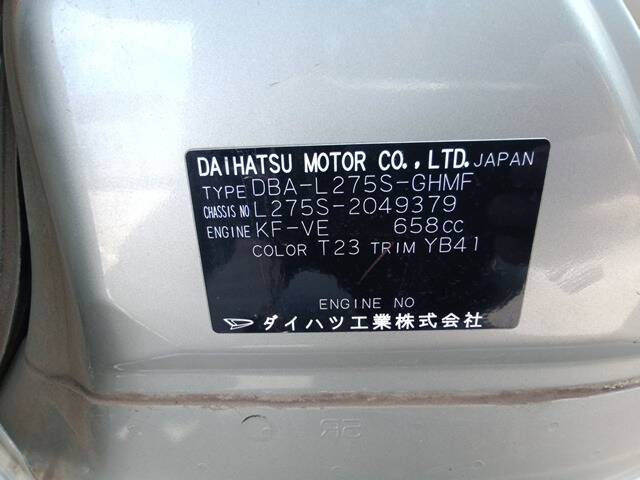 DAIHATSU MOTOR CO., LTD. JAPAN
TYPE DBA-L275S-GHMF
CHASSIS NO L275S-2049379
ENGINE KF-VE 658CC
COLOR T23 TRIM YB41
ENGINE NO
ダイハツ工業株式会社